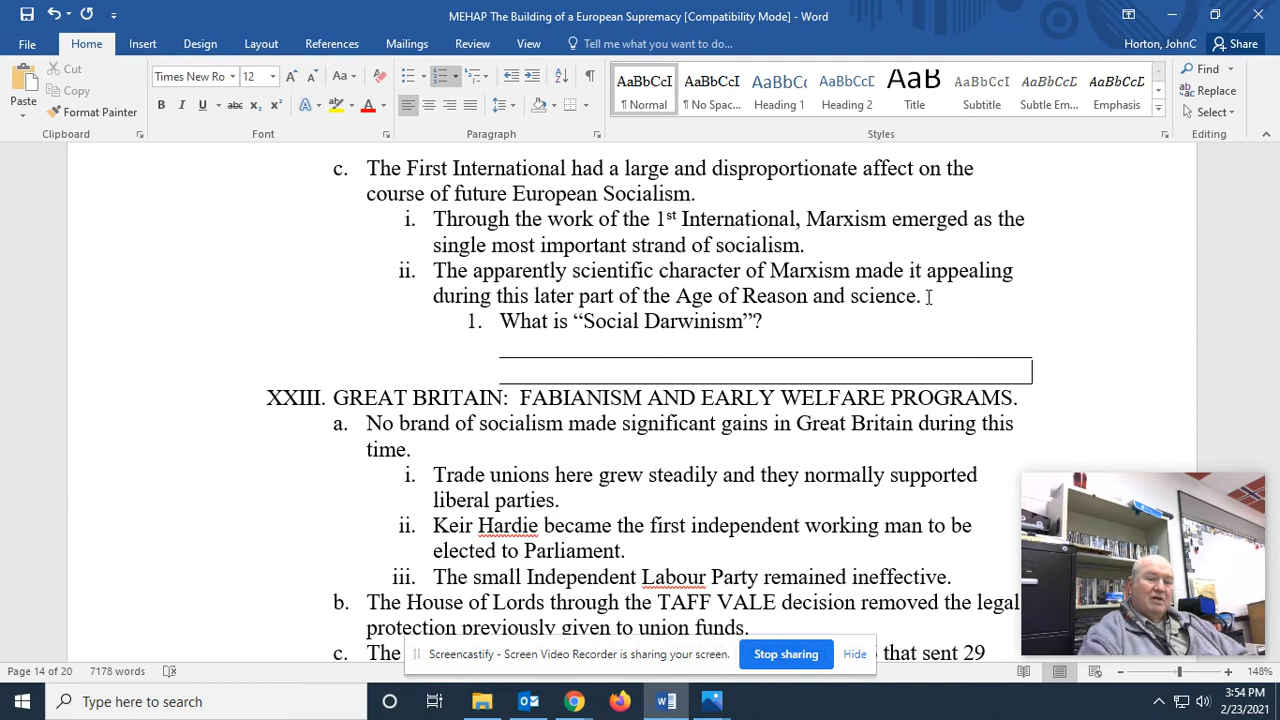 MEHAP The Building of a European Supremacy [Compatibility Mode] - Word
File Home Insert Design Layout References Mailings Review View Tell me what you want to do... Horton, JohnC Share
Cut
Copy
Format Painter
Paste
Clipboard
Times New Ro 12
Font
Paragraph
AaBbCcI AaBbCcI AaBbCc AaBbCcI AaB AaBbCcI AaBbCcI AaBbCcI
¶ Normal ¶ No Spac... Heading 1 Heading 2 Title Subtitle Subtle Em... Emphasis
Styles
Find
Replace
Select
Editing
c. The First International had a large and disproportionate affect on the
course of future European Socialism.
i. Through the work of the 1st International, Marxism emerged as the
single most important strand of socialism.
ii. The apparently scientific character of Marxism made it appealing
during this later part of the Age of Reason and science.
1. What is “Social Darwinism”?
XXIII. GREAT BRITAIN: FABIANISM AND EARLY WELFARE PROGRAMS.
a. No brand of socialism made significant gains in Great Britain during this
time.
i. Trade unions here grew steadily and they normally supported
liberal parties.
ii. Keir Hardie became the first independent working man to be
elected to Parliament.
iii. The small Independent Labour Party remained ineffective.
b. The House of Lords through the TAFF VALE decision removed the legal
protection previously given to union funds.
c. The that sent 29
Screencastify - Screen Video Recorder is sharing your screen. Stop sharing Hide
Page 14 of 20 7178 words 148%
Type here to search
3:54 PM
2/23/2021